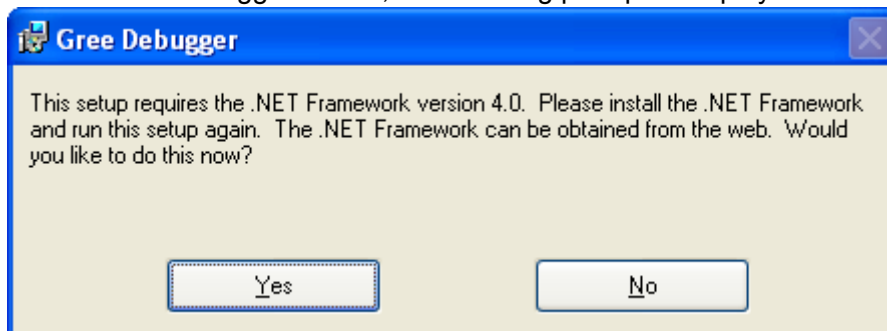 Gree Debugger
This setup requires the .NET Framework version 4.0. Please install the .NET Framework
and run this setup again. The .NET Framework can be obtained from the web. Would
you like to do this now?
Yes
No